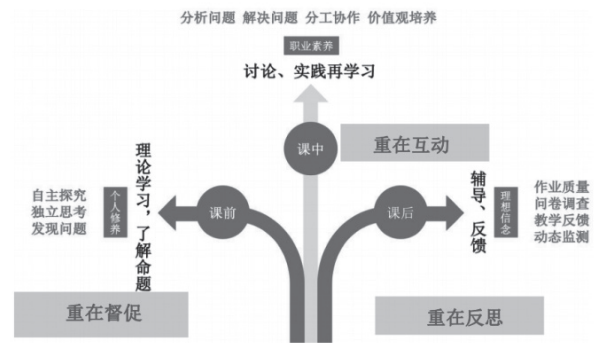 分析问题 解决问题 分工协作 价值观培养
职业素养
讨论、实践再学习
课中
重在互动
理论学习，了解命题
个人修养
自主探究
独立思考
发现问题
课前
重在督促
课后
辅导、反馈
理想信念
作业质量
问卷调查
教学反馈
动态监测
重在反思